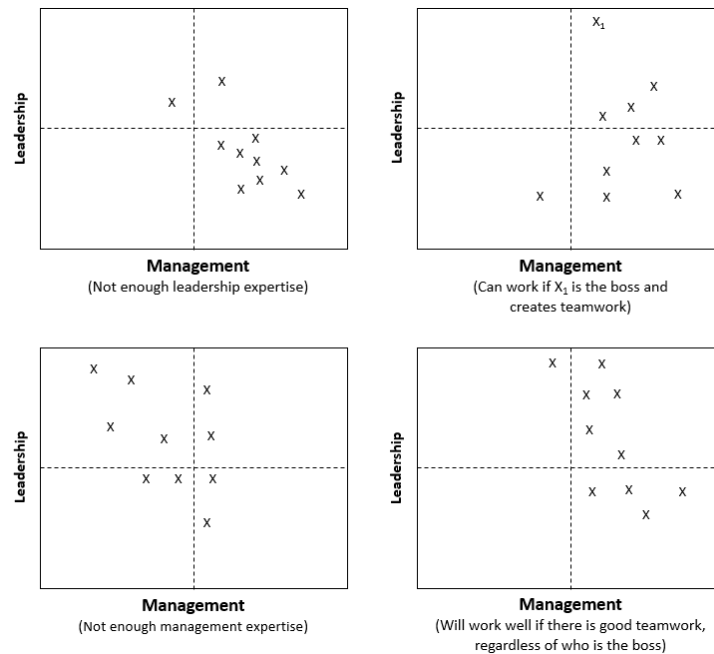 Leadership
X
X
X
X
X
X
X
X
X
X
Management
(Not enough leadership expertise)
Leadership
X₁
X
X
X
X
X
X
X
X
X
Management
(Can work if X₁ is the boss and
creates teamwork)
Leadership
X
X
X
X
X
X
X
X
X
X
Management
(Not enough management expertise)
Leadership
X
X
X
X
X
X
X
X
X
X
Management
(Will work well if there is good teamwork,
regardless of who is the boss)